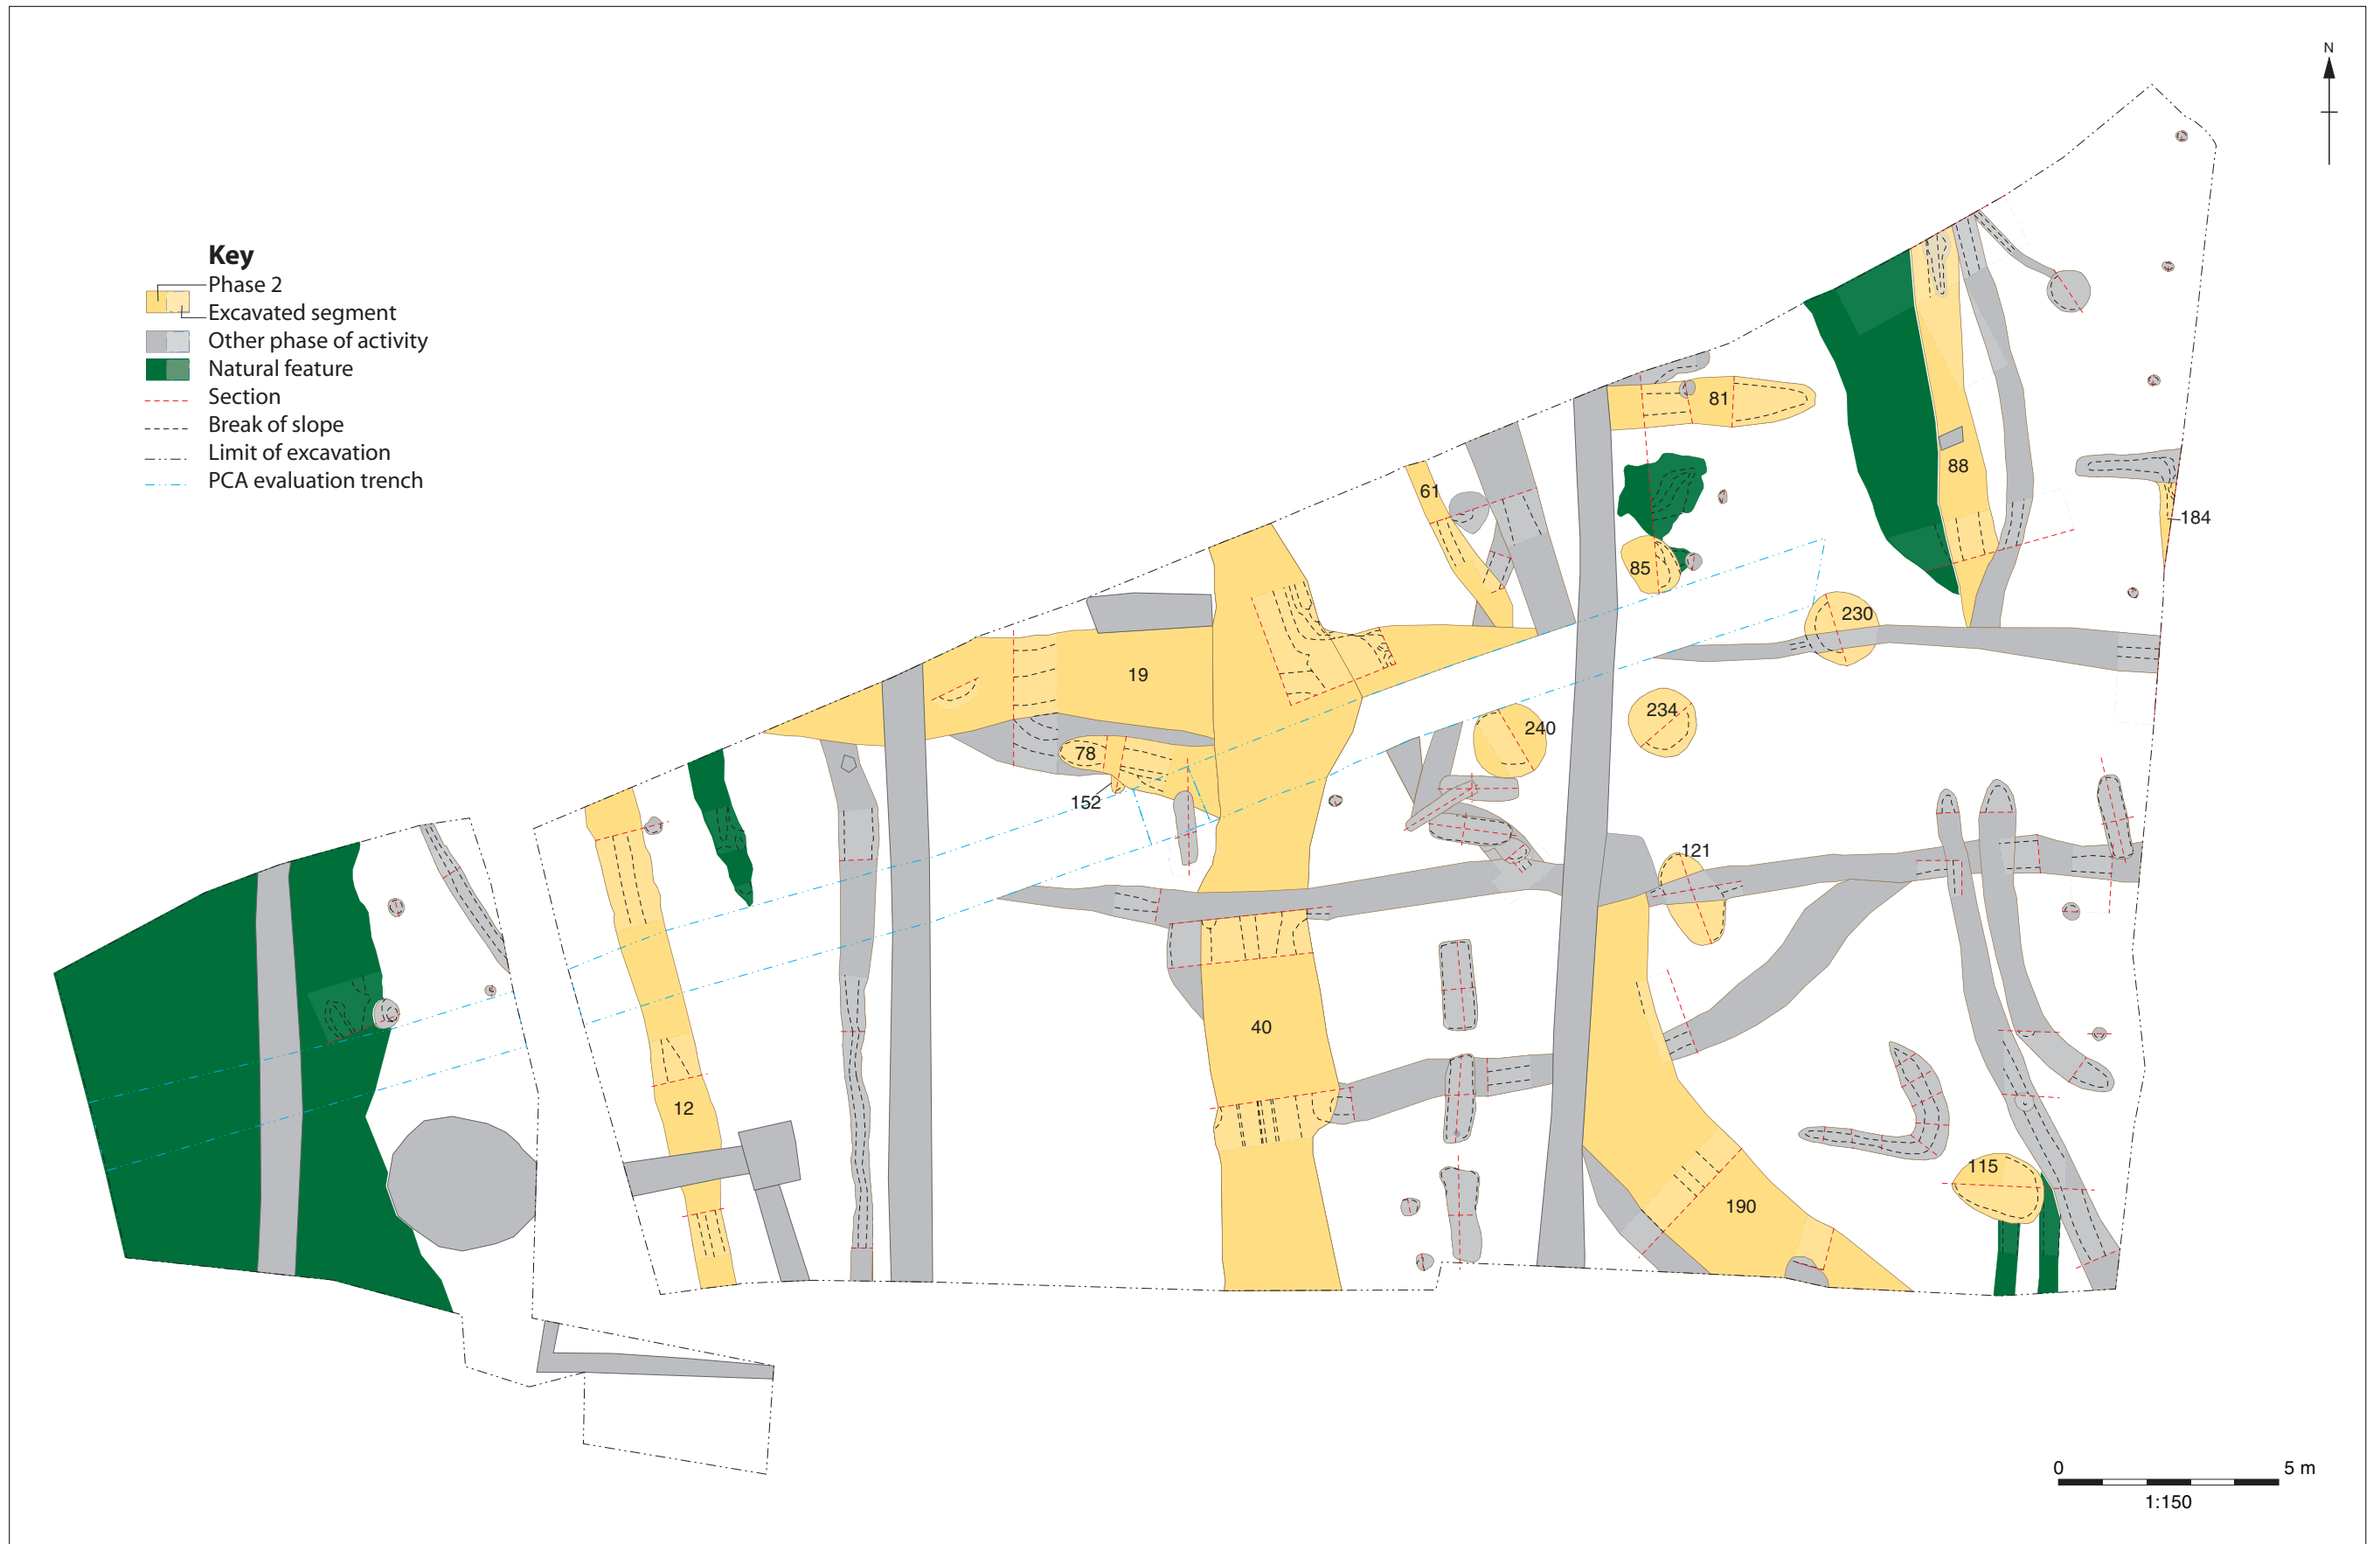 N
Key
Phase 2
Excavated segment
Other phase of activity
Natural feature
Section
Break of slope
Limit of excavation
PCA evaluation trench
81
88
61
184
85
230
19
234
240
78
152
121
40
12
115
190
0 5 m
1:150